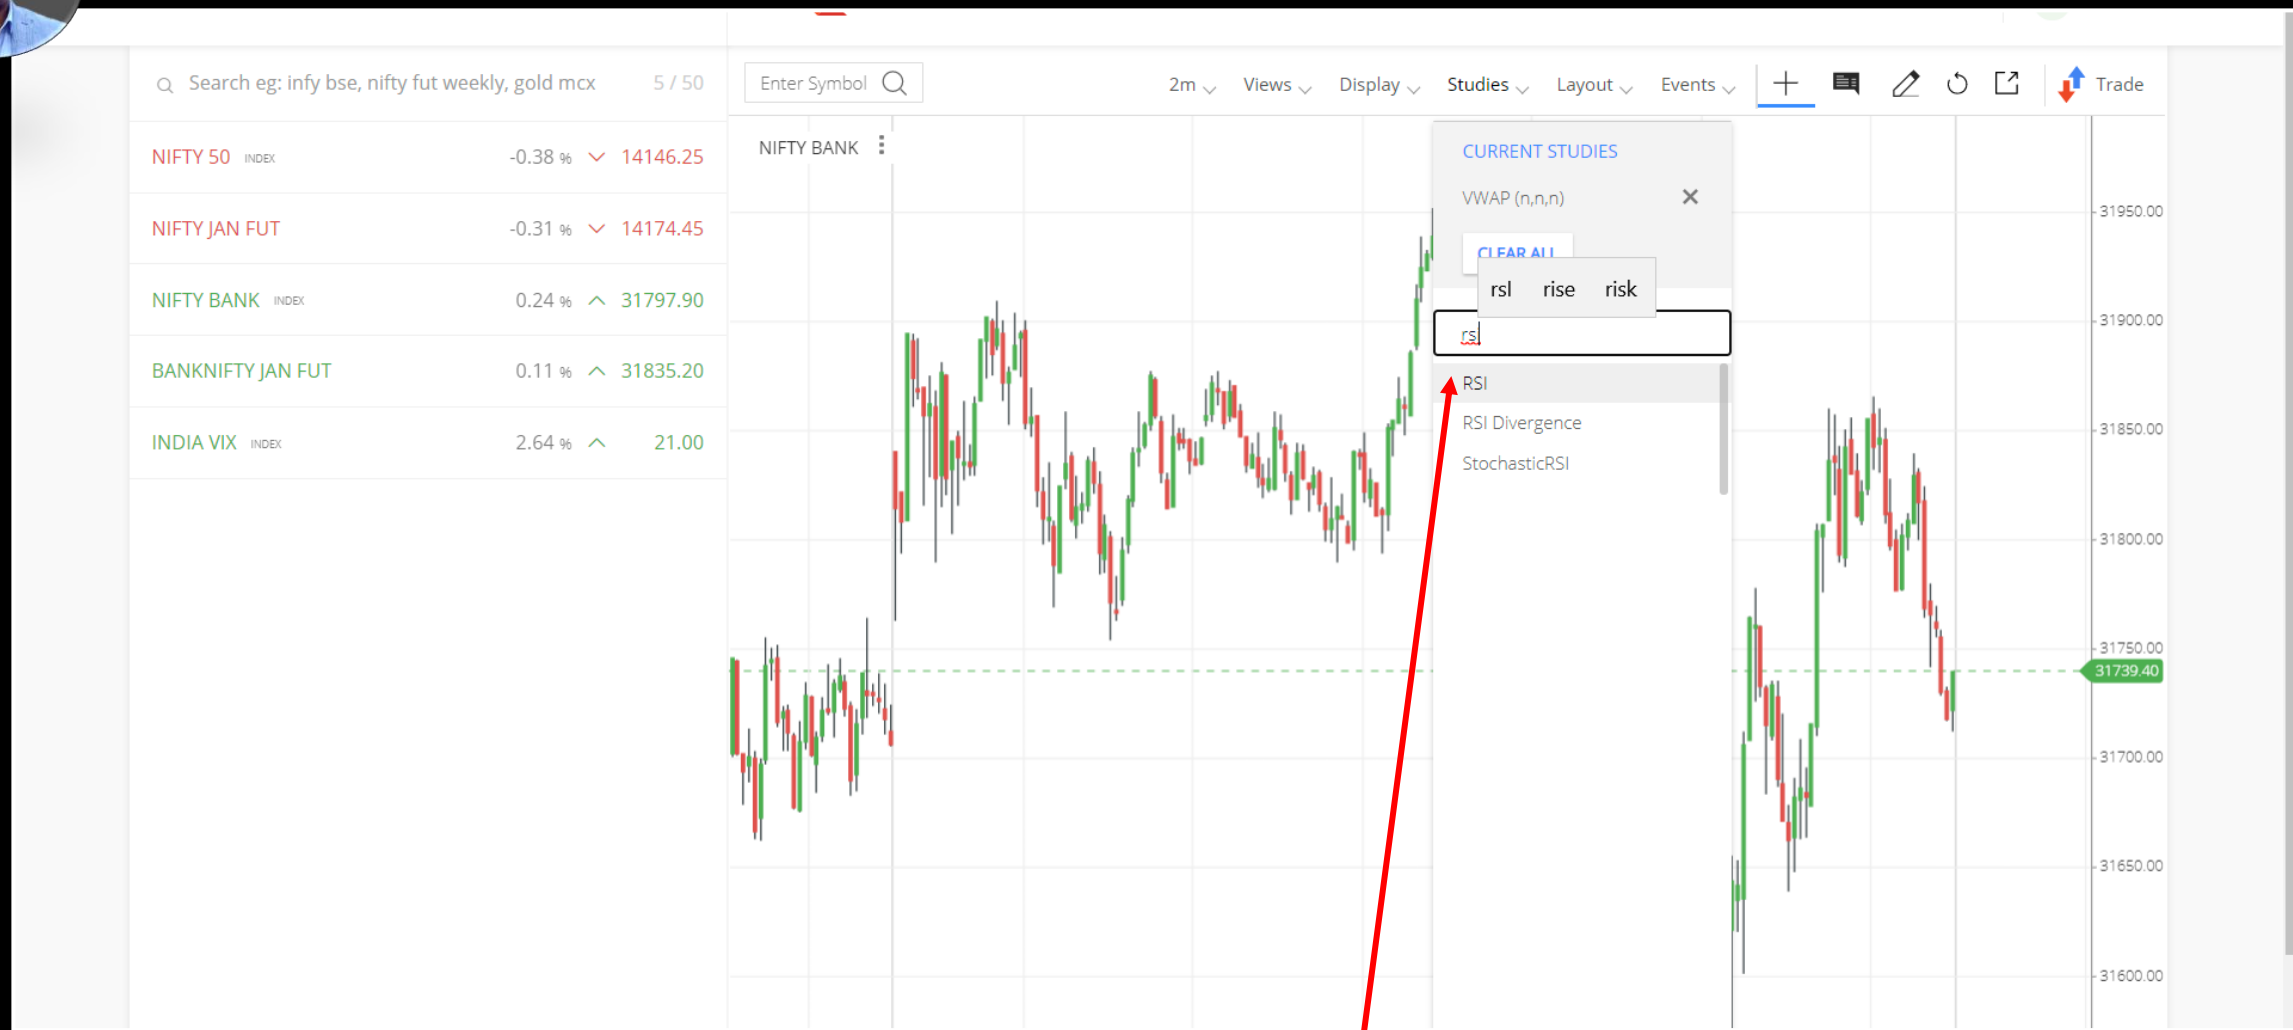 Search eg: infy bse, nifty fut weekly, gold mcx 5 / 50
NIFTY 50 INDEX -0.38 % 14146.25
NIFTY JAN FUT -0.31 % 14174.45
NIFTY BANK INDEX 0.24 % 31797.90
BANKNIFTY JAN FUT 0.11 % 31835.20
INDIA VIX INDEX 2.64 % 21.00
Enter Symbol 2m Views Display Studies Layout Events Trade
NIFTY BANK
CURRENT STUDIES
VWAP (n,n,n)
CLEAR ALL
rsl rise risk
rsl
RSI
RSI Divergence
StochasticRSI
31950.00
31900.00
31850.00
31800.00
31750.00
31739.40
31700.00
31650.00
31600.00